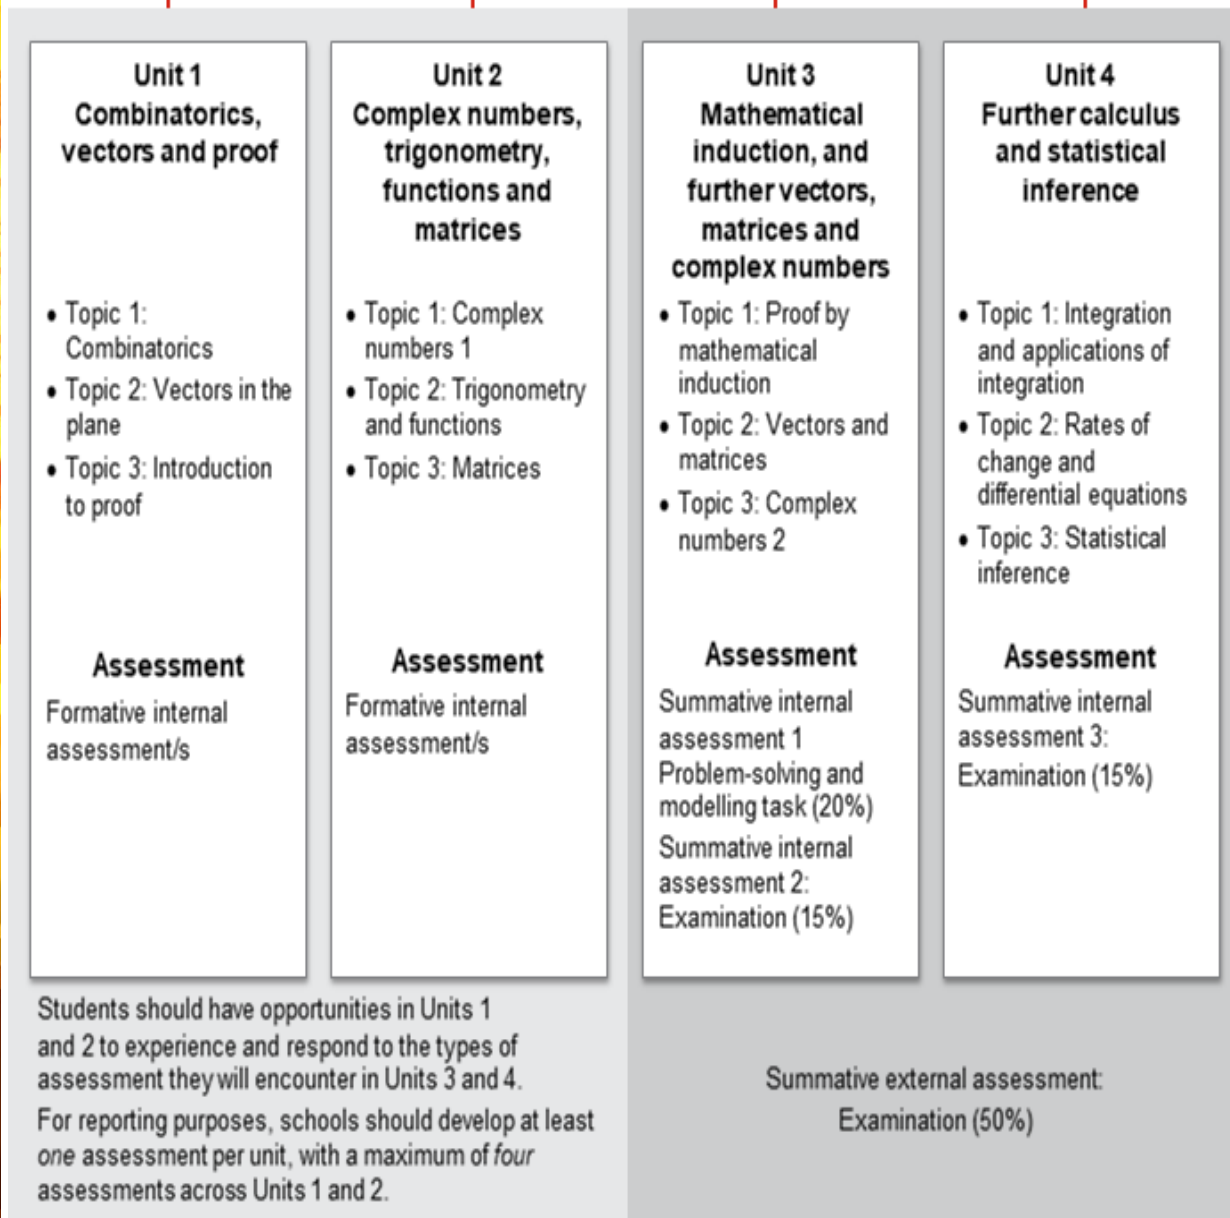 Unit 1
Combinatorics,
vectors and proof
• Topic 1:
Combinatorics
• Topic 2: Vectors in the
plane
• Topic 3: Introduction
to proof
Assessment
Formative internal
assessment/s
Unit 2
Complex numbers,
trigonometry,
functions and
matrices
• Topic 1: Complex
numbers 1
• Topic 2: Trigonometry
and functions
• Topic 3: Matrices
Assessment
Formative internal
assessment/s
Unit 3
Mathematical
induction, and
further vectors,
matrices and
complex numbers
• Topic 1: Proof by
mathematical
induction
• Topic 2: Vectors and
matrices
• Topic 3: Complex
numbers 2
Assessment
Summative internal
assessment 1
Problem-solving and
modelling task (20%)
Summative internal
assessment 2:
Examination (15%)
Unit 4
Further calculus
and statistical
inference
• Topic 1: Integration
and applications of
integration
• Topic 2: Rates of
change and
differential equations
• Topic 3: Statistical
inference
Assessment
Summative internal
assessment 3:
Examination (15%)
Students should have opportunities in Units 1
and 2 to experience and respond to the types of
assessment they will encounter in Units 3 and 4.
For reporting purposes, schools should develop at least
one assessment per unit, with a maximum of four
assessments across Units 1 and 2.
Summative external assessment:
Examination (50%)